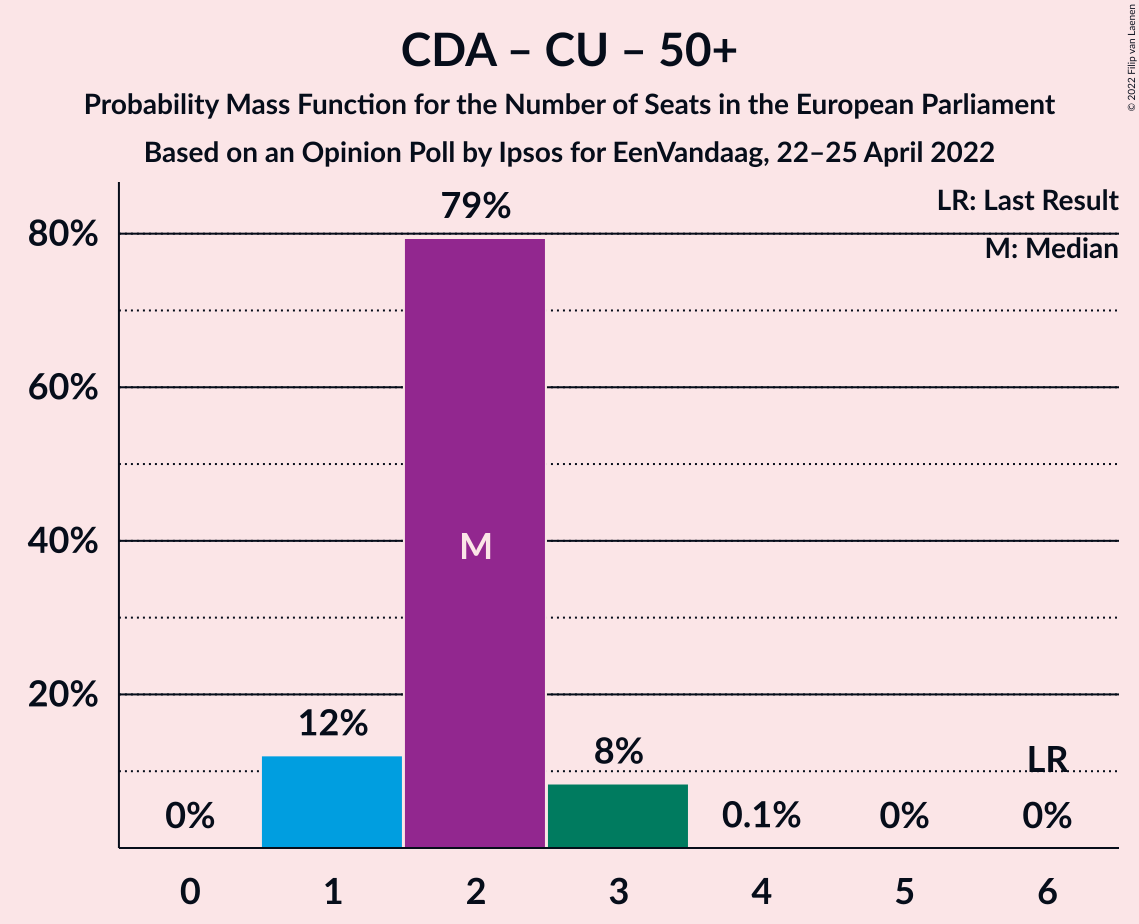 CDA – CU – 50+
Probability Mass Function for the Number of Seats in the European Parliament
Based on an Opinion Poll by Ipsos for EenVandaag, 22–25 April 2022
© 2022 Filip van Laenen
LR: Last Result
M: Median
80%
60%
40%
20%
79%
M
12%
8%
LR
0%
0.1%
0%
0%
0 1 2 3 4 5 6